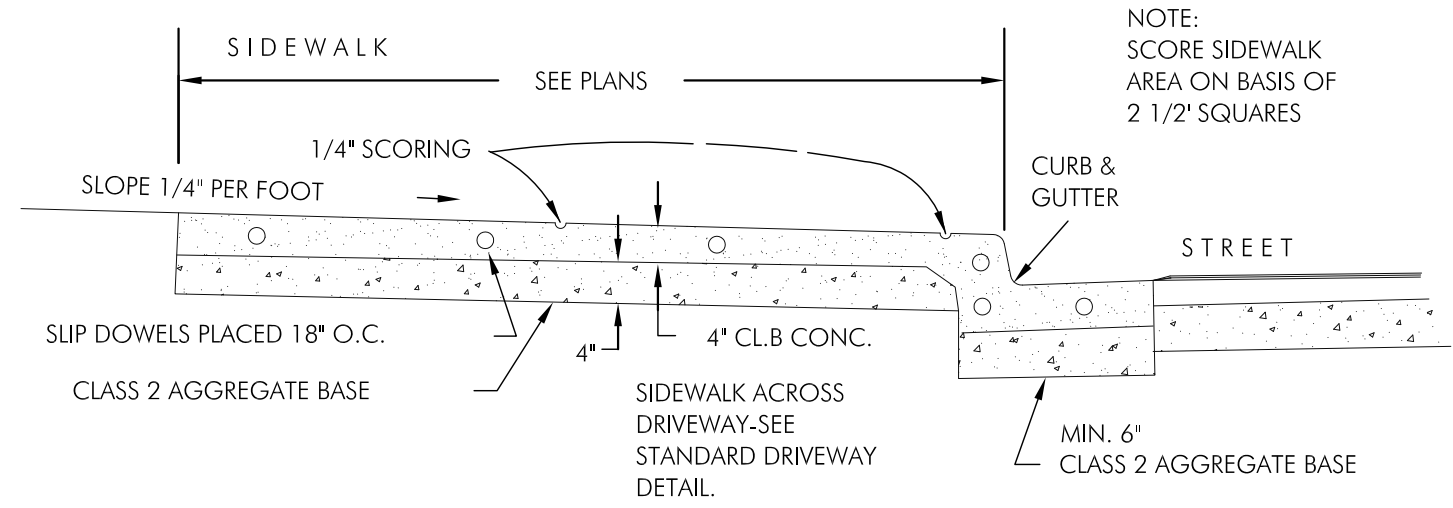 NOTE:
SCORE SIDEWALK
AREA ON BASIS OF
2 1/2' SQUARES
SIDEWALK
SEE PLANS
1/4" SCORING
SLOPE 1/4" PER FOOT
CURB &
GUTTER
STREET
SLIP DOWELS PLACED 18" O.C.
4"
4" CL.B CONC.
CLASS 2 AGGREGATE BASE
SIDEWALK ACROSS
DRIVEWAY-SEE
STANDARD DRIVEWAY
DETAIL.
MIN. 6"
CLASS 2 AGGREGATE BASE